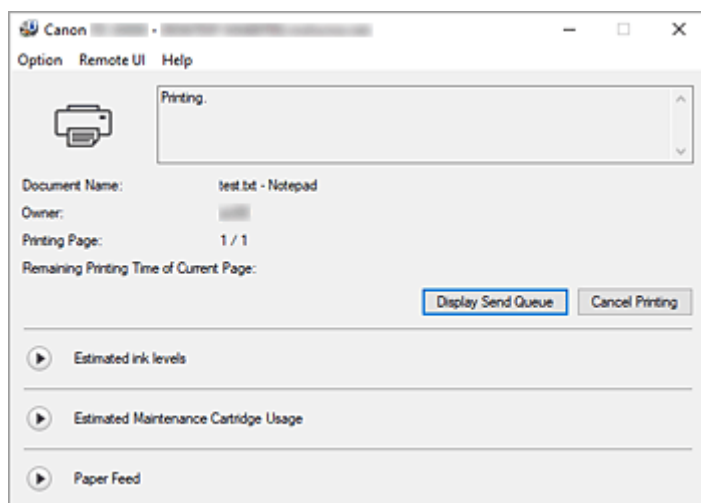 Canon -
Option Remote UI Help
Printing.
Document Name: test.txt - Notepad
Owner:
Printing Page: 1 / 1
Remaining Printing Time of Current Page:
Display Send Queue Cancel Printing
Estimated ink levels
Estimated Maintenance Cartridge Usage
Paper Feed